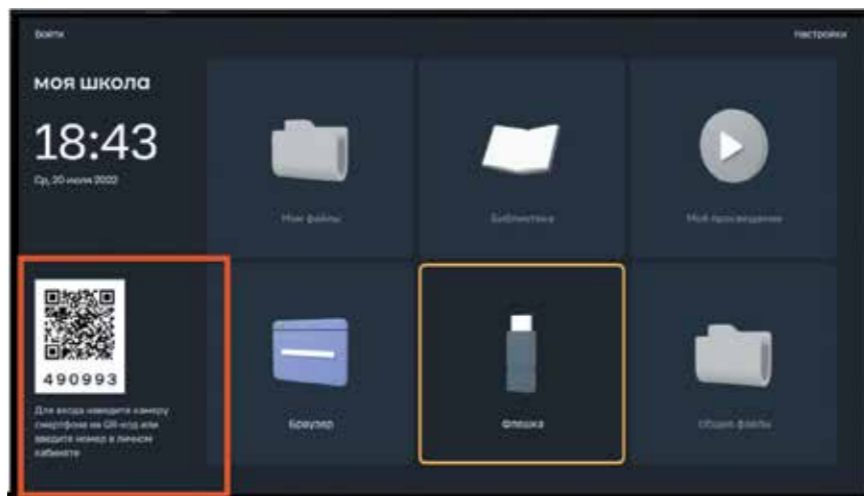 Войти
Настройки
моя школа
18:43
Ср, 20 июля 2022
Мои файлы
Библиотека
Моё просвещение
490993
Для входа наведите камеру
смартфона на QR-код или
введите номер в личном
кабинете
Браузер
Флешка
Общие файлы